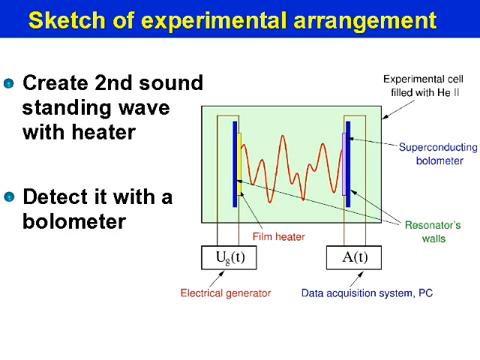 Sketch of experimental arrangement
Create 2nd sound
standing wave
with heater
Detect it with a
bolometer
Experimental cell
filled with He II
Superconducting
bolometer
Resonator's
walls
Film heater
Ug(t)
A(t)
Electrical generator
Data acquisition system, PC